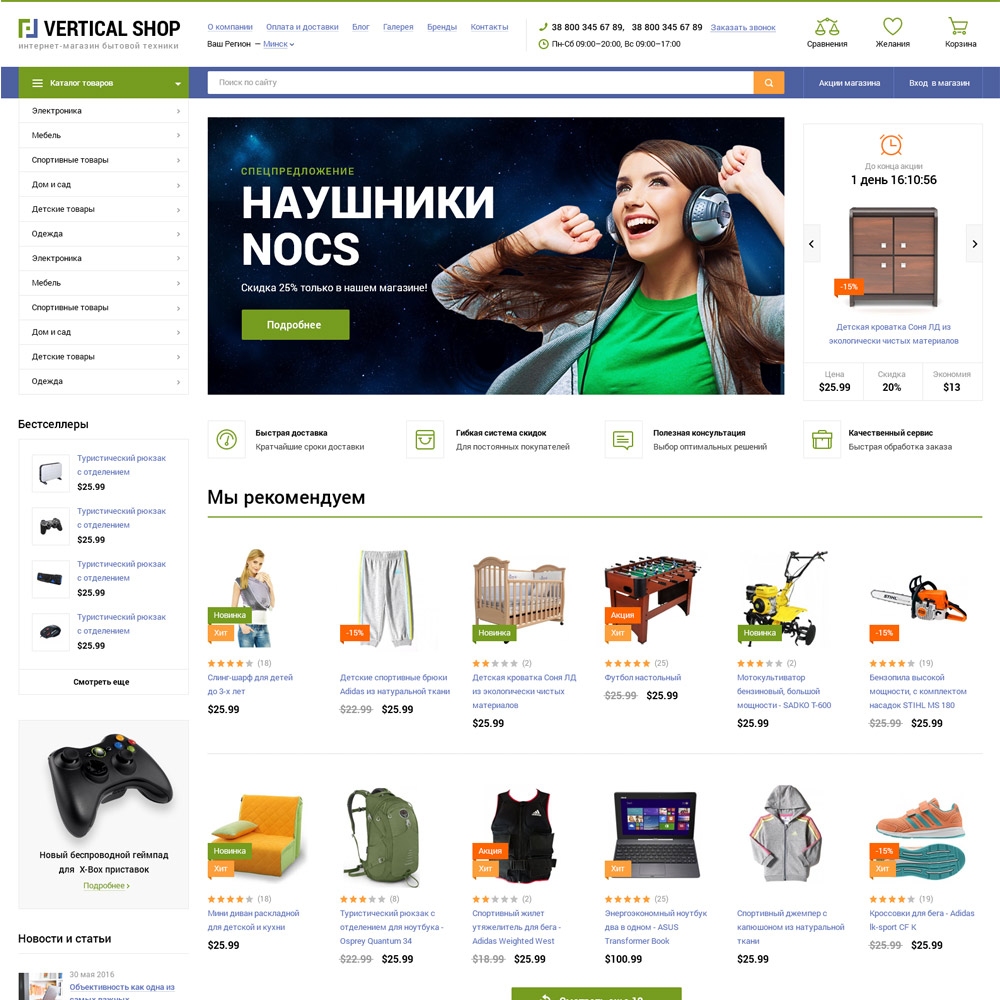 VERTICAL SHOP
интернет-магазин бытовой техники
О компании Оплата и доставки Блог Галерея Бренды Контакты
Ваш Регион — Минск
38 800 345 67 89, 38 800 345 67 89 Заказать звонок
Пн-Сб 09:00–20:00, Вс 09:00–17:00
Сравнения Желания Корзина
Каталог товаров
Поиск по сайту
Акции магазина
Вход в магазин
Электроника
Мебель
Спортивные товары
Дом и сад
Детские товары
Одежда
Электроника
Мебель
Спортивные товары
Дом и сад
Детские товары
Одежда
СПЕЦПРЕДЛОЖЕНИЕ
НАУШНИКИ
NOCS
Скидка 25% только в нашем магазине!
Подробнее
До конца акции
1 день 16:10:56
-15%
Детская кроватка Соня ЛД из
экологически чистых материалов
Цена Скидка Экономия
$25.99 20% $13
Быстрая доставка
Кратчайшие сроки доставки
Гибкая система скидок
Для постоянных покупателей
Полезная консультация
Выбор оптимальных решений
Качественный сервис
Быстрая обработка заказа
Бестселлеры
Туристический рюкзак
с отделением
$25.99
Туристический рюкзак
с отделением
$25.99
Туристический рюкзак
с отделением
$25.99
Туристический рюкзак
с отделением
$25.99
Смотреть еще
Новый беспроводной геймпад
для X-Box приставок
Подробнее
Новости и статьи
30 мая 2016
Объективность как одна из
самых важных
Мы рекомендуем
Новинка
Хит
(18)
Слинг-шарф для детей
до 3-х лет
$25.99
-15%
Детские спортивные брюки
Adidas из натуральной ткани
$22.99 $25.99
Новинка
(2)
Детская кроватка Соня ЛД
из экологически чистых
материалов
$25.99
Акция
Хит
(25)
Футбол настольный
$25.99 $25.99
Новинка
(2)
Мотокультиватор
бензиновый, большой
мощности - SADKO T-600
$25.99
STIHL
-15%
(19)
Бензопила высокой
мощности, с комплектом
насадок STIHL MS 180
$25.99 $25.99
Новинка
Хит
(18)
Мини диван раскладной
для детской и кухни
$25.99
(8)
Туристический рюкзак с
отделением для ноутбука -
Osprey Quantum 34
$22.99 $25.99
Акция
Хит
(2)
Спортивный жилет
утяжелитель для бега -
Adidas Weighted West
$18.99 $25.99
Хит
(25)
Энергоэкономный ноутбук
два в одном - ASUS
Transformer Book
$100.99
Спортивный джемпер с
капюшоном из натуральной
ткани
$25.99
-15%
Хит
(19)
Кроссовки для бега - Adidas
lk-sport CF K
$25.99 $25.99
Смотреть еще 18